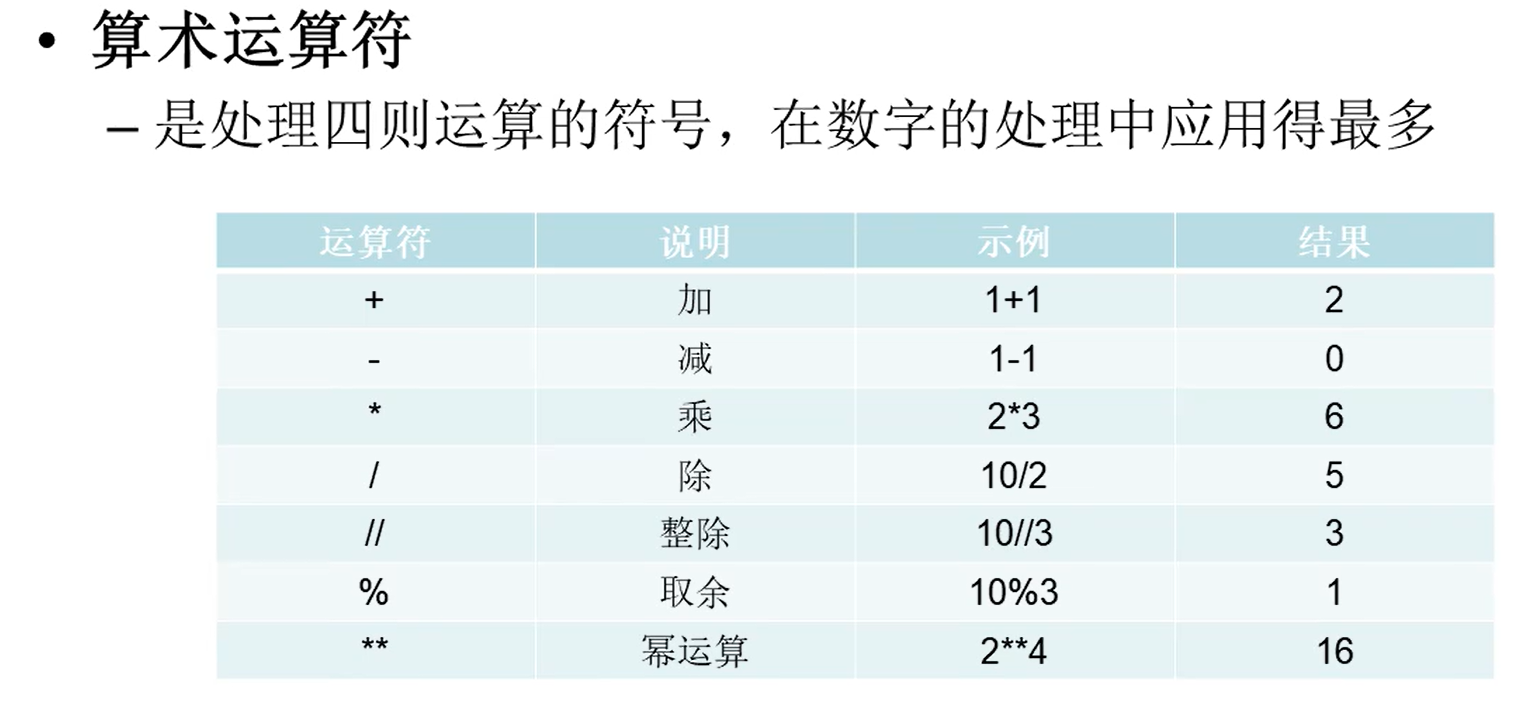 • 算术运算符
– 是处理四则运算的符号，在数字的处理中应用得最多
运算符 说明 示例 结果
+ 加 1+1 2
- 减 1-1 0
* 乘 2*3 6
/ 除 10/2 5
// 整除 10//3 3
% 取余 10%3 1
** 幂运算 2**4 16